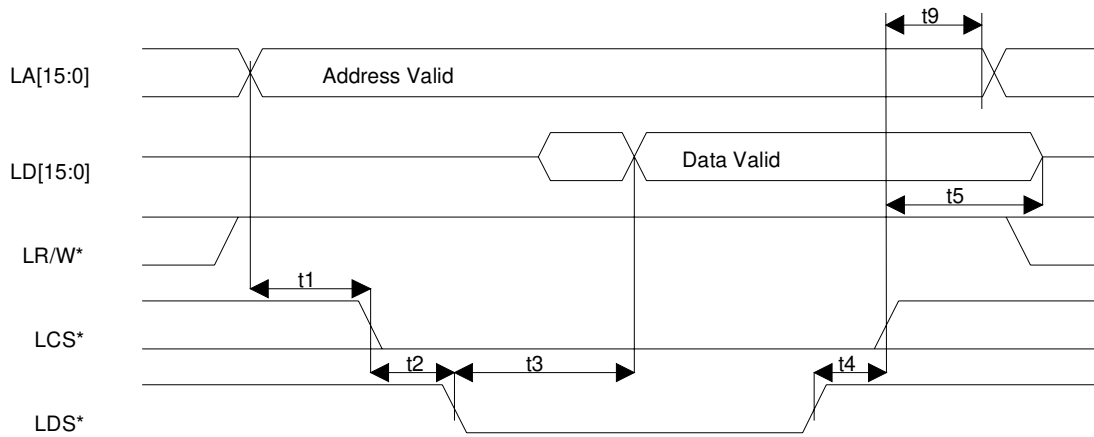 t9
LA[15:0]
Address Valid
LD[15:0]
Data Valid
t5
LR/W*
t1
LCS*
t2
t3
t4
LDS*